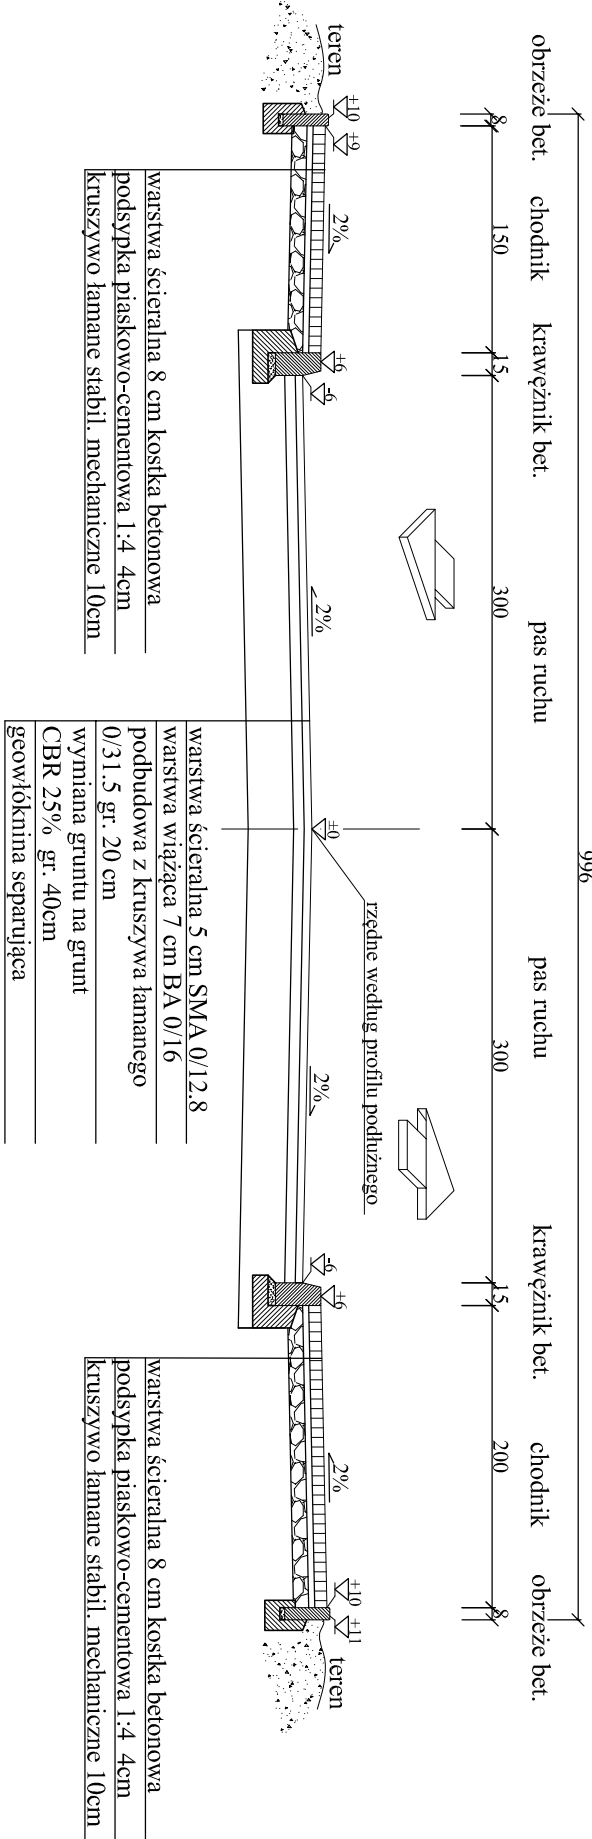 996
obrzeże bet.
chodnik
krawężnik bet.
pas ruchu
pas ruchu
krawężnik bet.
chodnik
obrzeże bet.
8
150
15
300
300
15
200
8
rzędne według profilu podłużnego
teren
+10
+9
2%
+6
-6
2%
±0
2%
-6
+6
2%
+10
+11
teren
warstwa ścieralna 8 cm kostka betonowa
podsypka piaskowo-cementowa 1:4 4cm
kruszywo łamane stabil. mechaniczne 10cm
warstwa ścieralna 5 cm SMA 0/12.8
warstwa wiążąca 7 cm BA 0/16
podbudowa z kruszywa łamanego
0/31.5 gr. 20 cm
wymiana gruntu na grunt
CBR 25% gr. 40cm
geowłóknina separująca
warstwa ścieralna 8 cm kostka betonowa
podsypka piaskowo-cementowa 1:4 4cm
kruszywo łamane stabil. mechaniczne 10cm